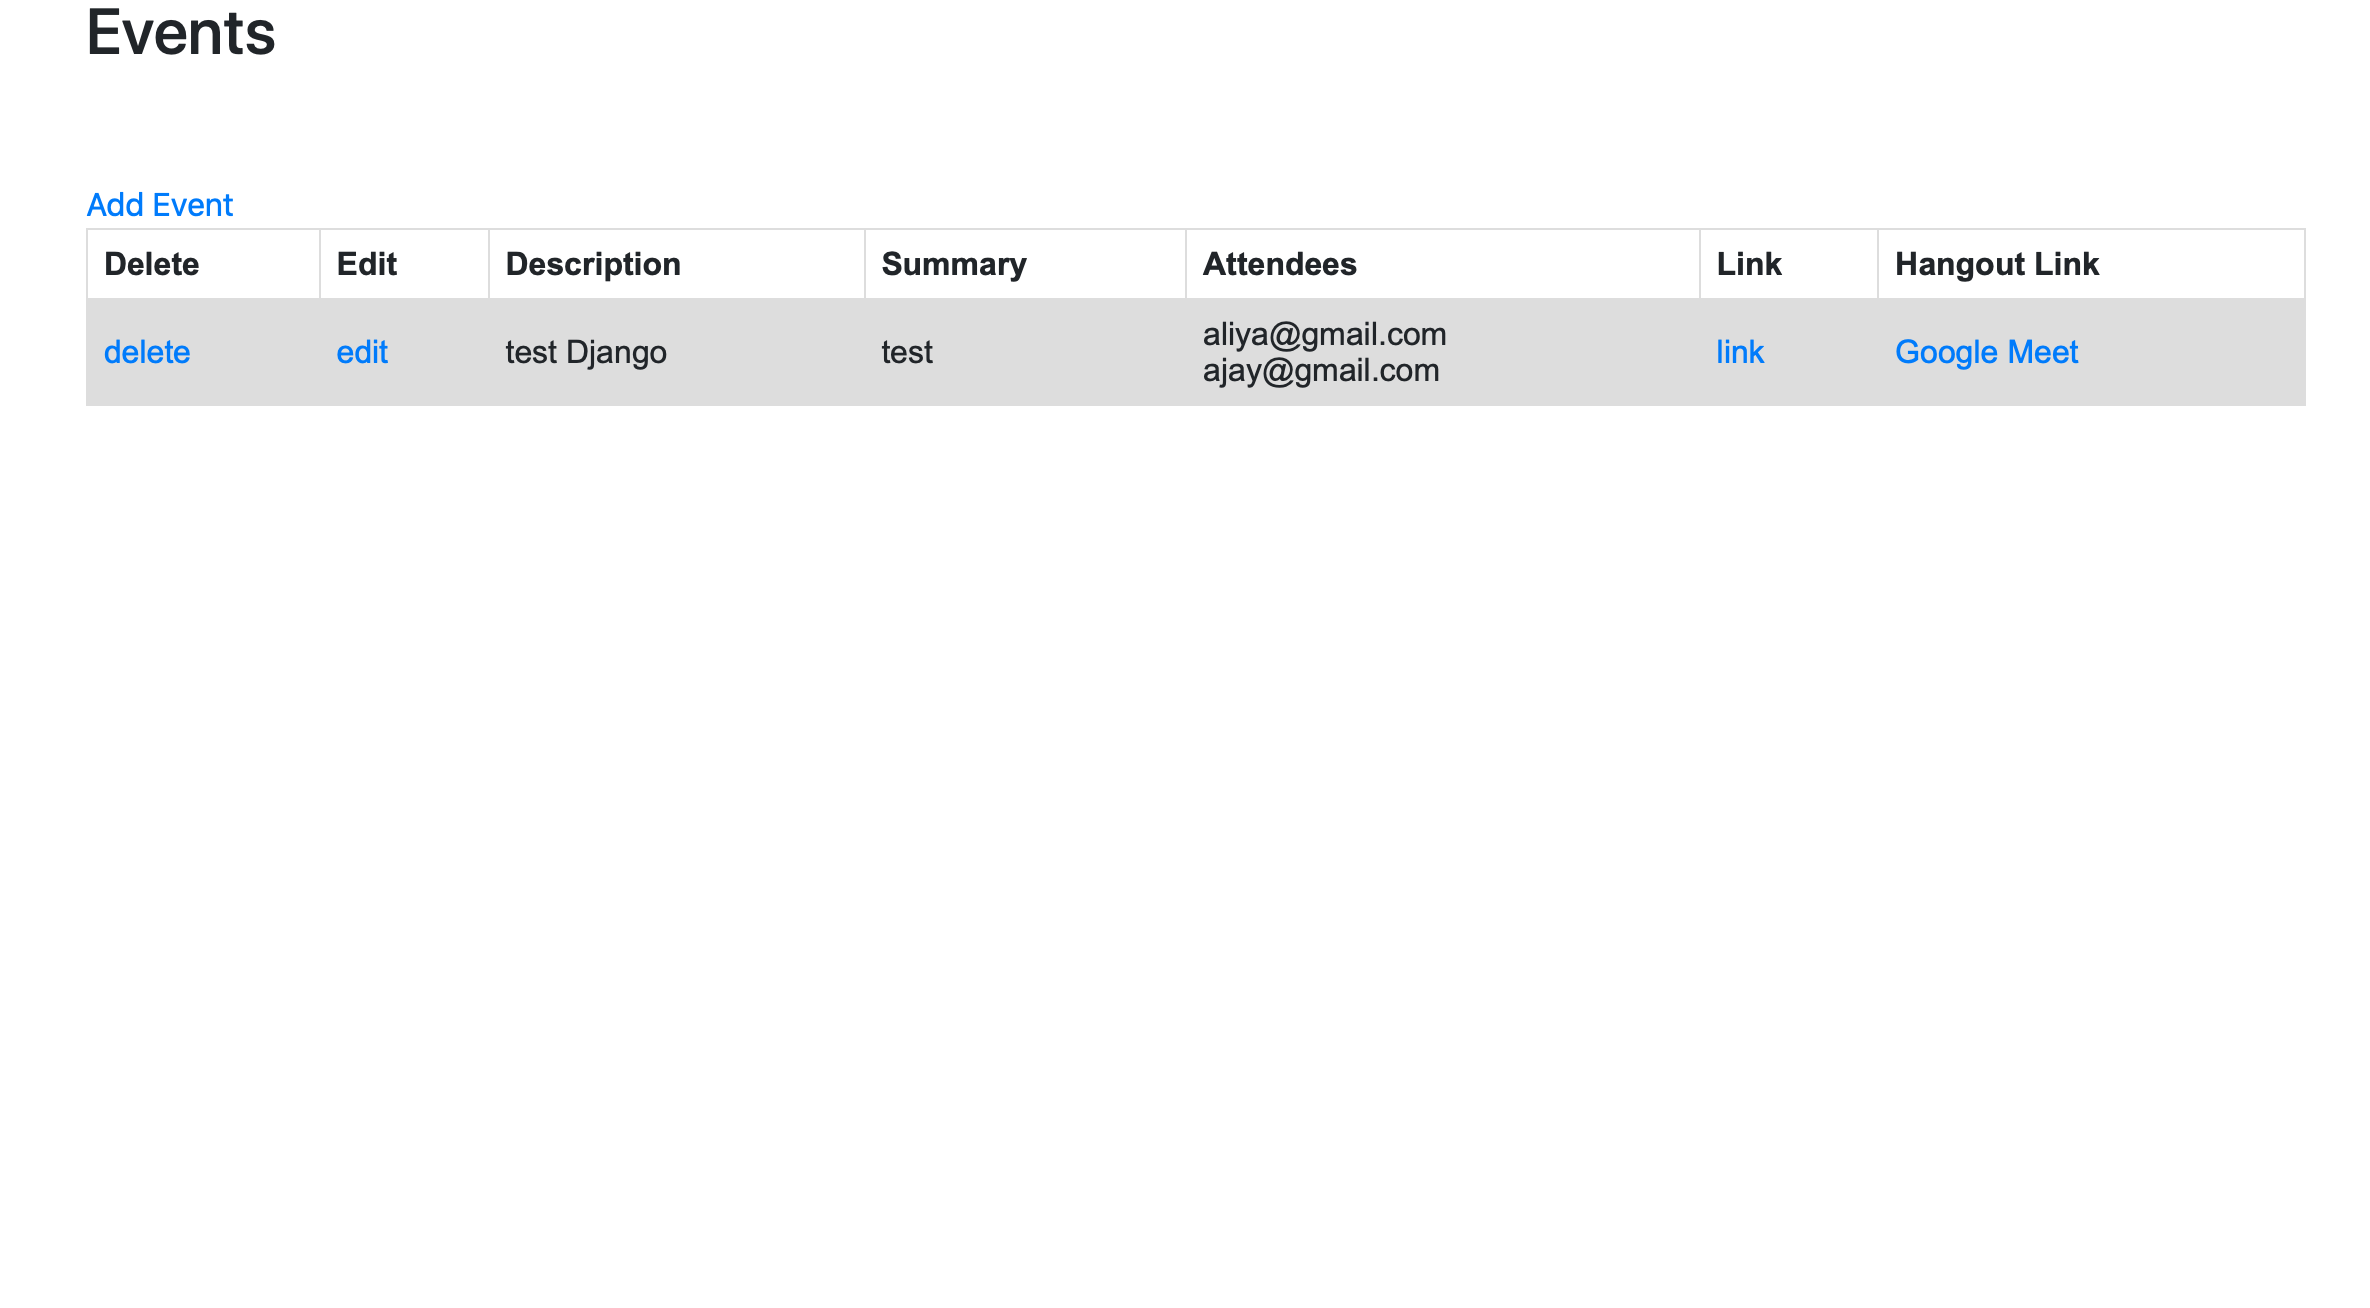 Events
Add Event
Delete Edit Description Summary Attendees Link Hangout Link
delete edit test Django test aliya@gmail.com ajay@gmail.com link Google Meet